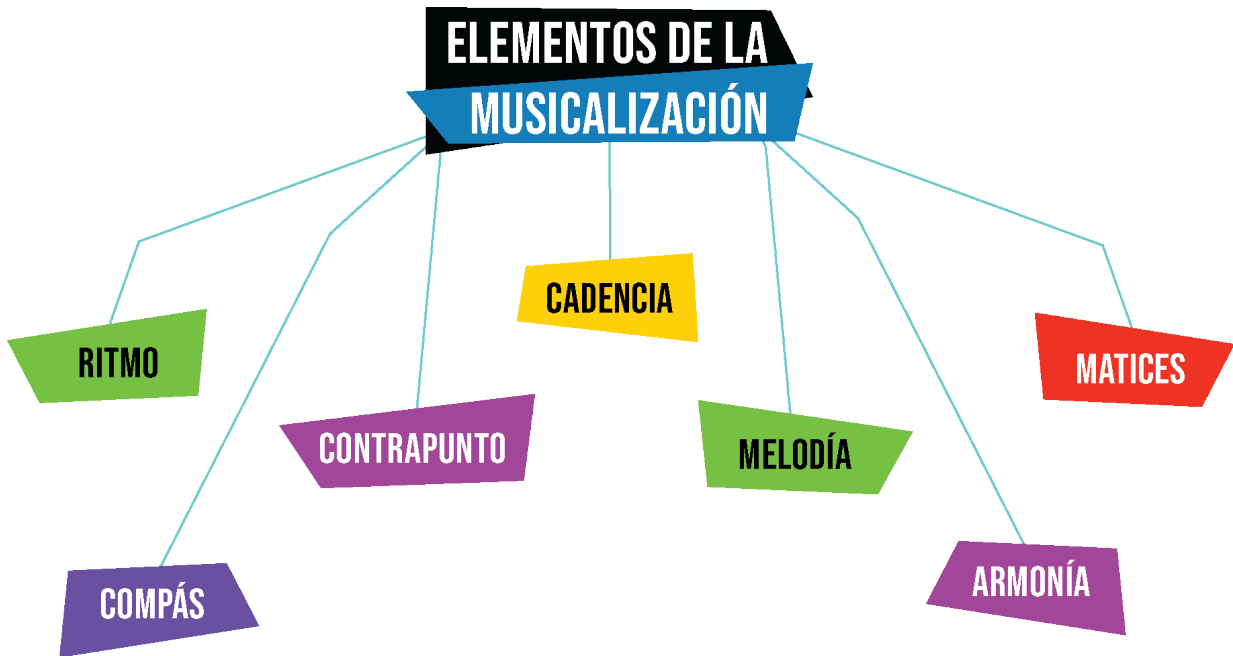 ELEMENTOS DE LA
MUSICALIZACIÓN
CADENCIA
RITMO
MATICES
CONTRAPUNTO
MELODÍA
COMPÁS
ARMONÍA